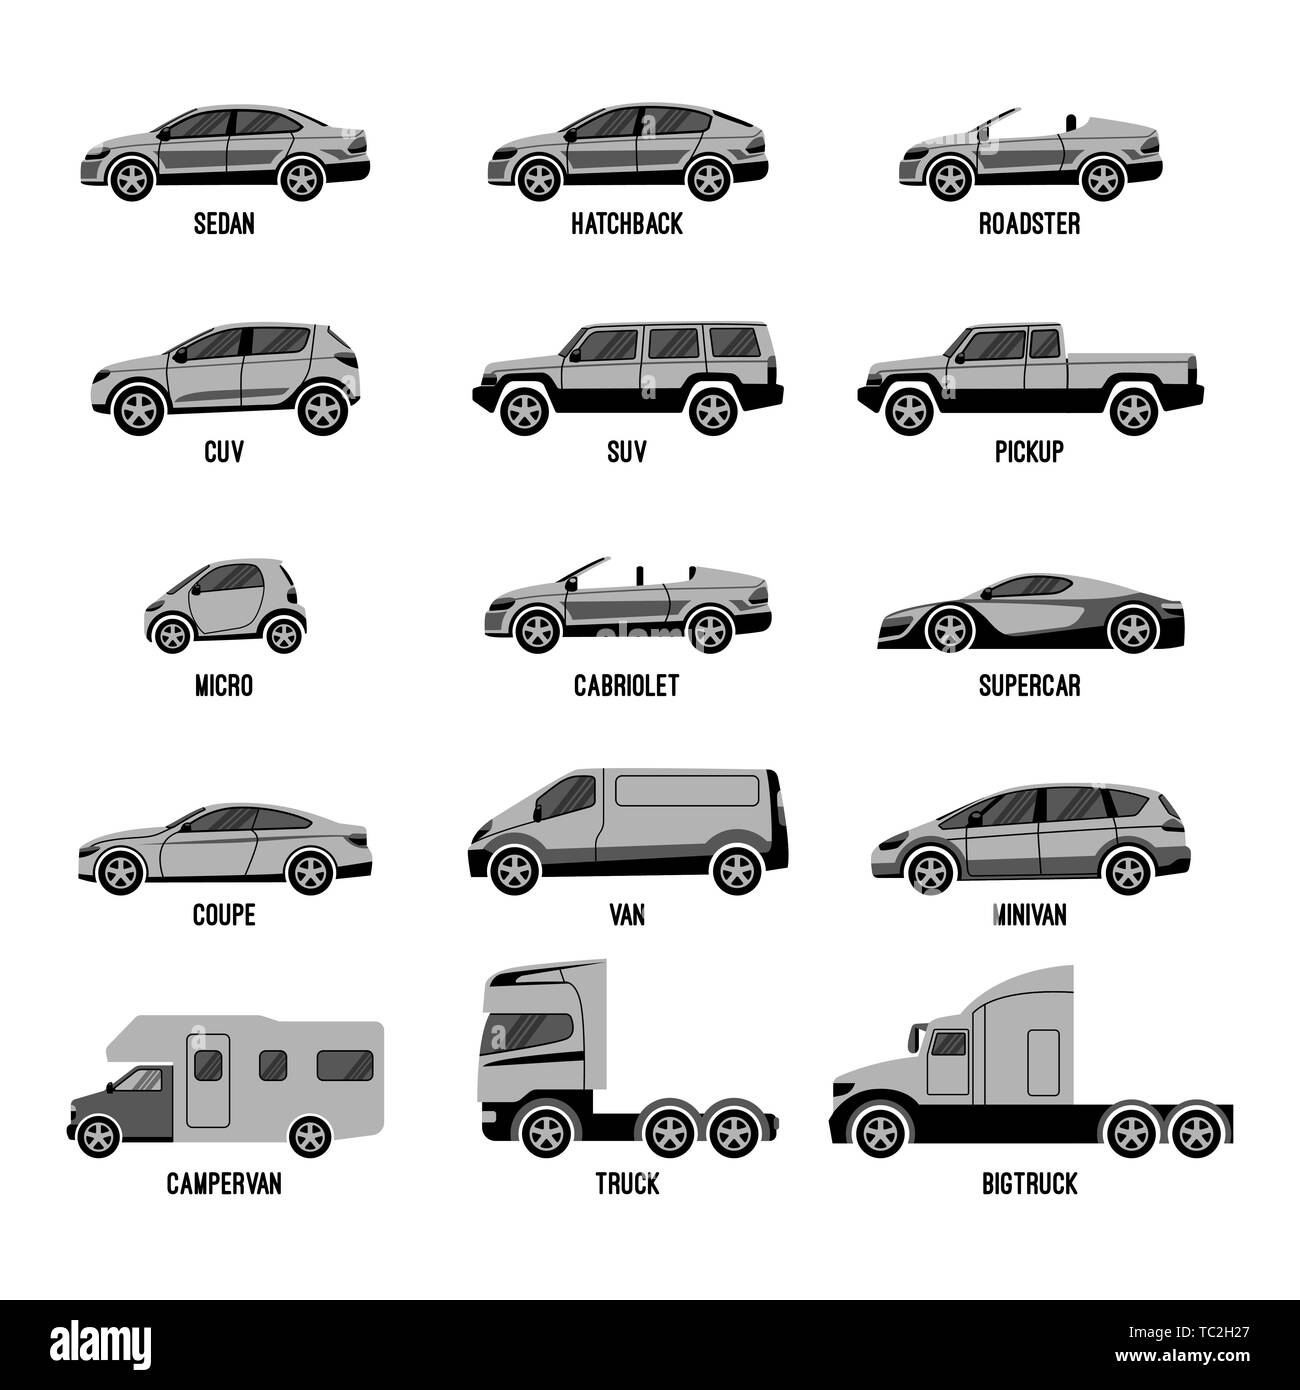 SEDAN HATCHBACK ROADSTER
CUV SUV PICKUP
MICRO CABRIOLET SUPERCAR
COUPE VAN MINIVAN
CAMPERVAN TRUCK BIGTRUCK
a
a
a
alamy
a
a
alamy
Image ID: TC2H27
www.alamy.com